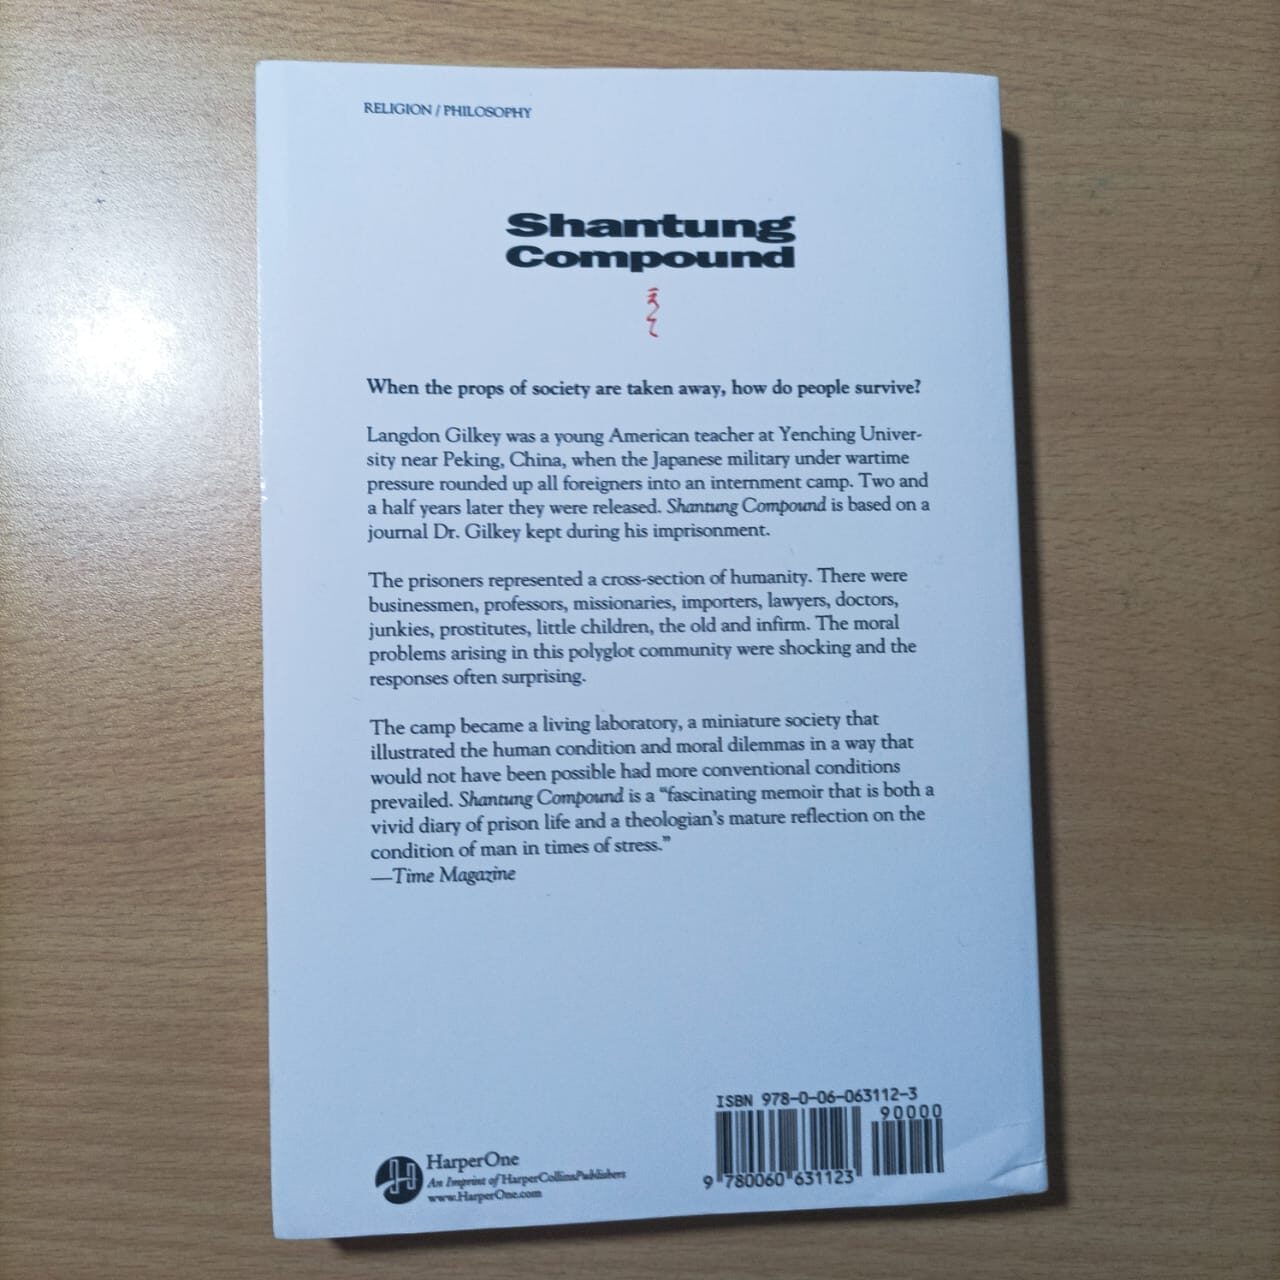 RELIGION / PHILOSOPHY
Shantung
Compound
When the props of society are taken away, how do people survive?
Langdon Gilkey was a young American teacher at Yenching Univer-
sity near Peking, China, when the Japanese military under wartime
pressure rounded up all foreigners into an internment camp. Two and
a half years later they were released. Shantung Compound is based on a
journal Dr. Gilkey kept during his imprisonment.
The prisoners represented a cross-section of humanity. There were
businessmen, professors, missionaries, importers, lawyers, doctors,
junkies, prostitutes, little children, the old and infirm. The moral
problems arising in this polyglot community were shocking and the
responses often surprising.
The camp became a living laboratory, a miniature society that
illustrated the human condition and moral dilemmas in a way that
would not have been possible had more conventional conditions
prevailed. Shantung Compound is a “fascinating memoir that is both a
vivid diary of prison life and a theologian’s mature reflection on the
condition of man in times of stress.”
—Time Magazine
ISBN 978-0-06-063112-3
90000
9 780060 631123
HarperOne
An Imprint of HarperCollinsPublishers
www.HarperOne.com